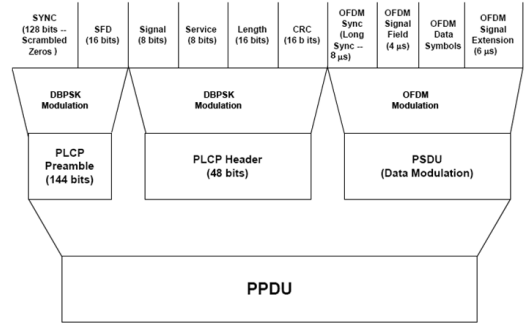 SYNC
(128 bits --
Scrambled
Zeros )
SFD
(16 bits)
Signal
(8 bits)
Service
(8 bits)
Length
(16 bits)
CRC
(16 b its)
OFDM
Sync
(Long
Sync --
8 µs)
OFDM
Signal
Field
(4 µs)
OFDM
Data
Symbols
OFDM
Signal
Extension
(6 µs)
DBPSK
Modulation
DBPSK
Modulation
OFDM
Modulation
PLCP
Preamble
(144 bits)
PLCP Header
(48 bits)
PSDU
(Data Modulation)
PPDU